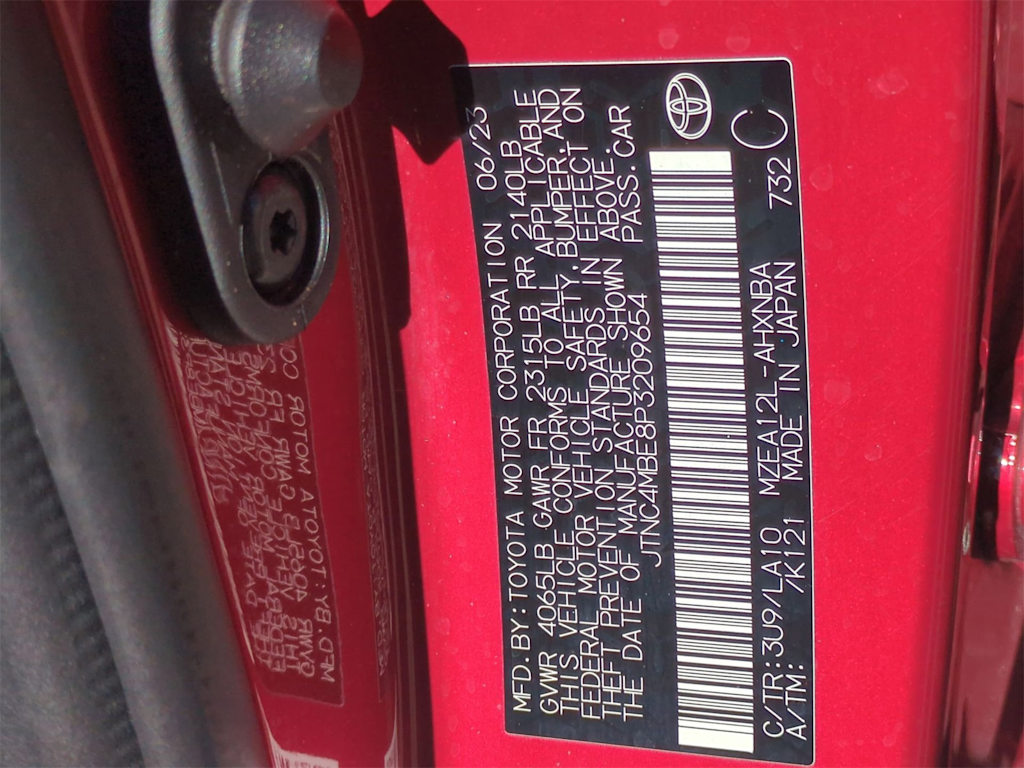 MFD. BY: TOYOTA MOTOR CORPORATION 06/23
GVWR 4065LB GAWR FR 2315LB RR 2140LB
THIS VEHICLE CONFORMS TO ALL APPLICABLE
FEDERAL MOTOR VEHICLE SAFETY, BUMPER, AND
THEFT PREVENTION STANDARDS IN EFFECT ON
THE DATE OF MANUFACTURE SHOWN ABOVE.
JTNC4MBE8P3209654 PASS. CAR
C/TR: 3U9/LA10 MZEA12L-AHXNBA
A/TM: /K121 MADE IN JAPAN 732